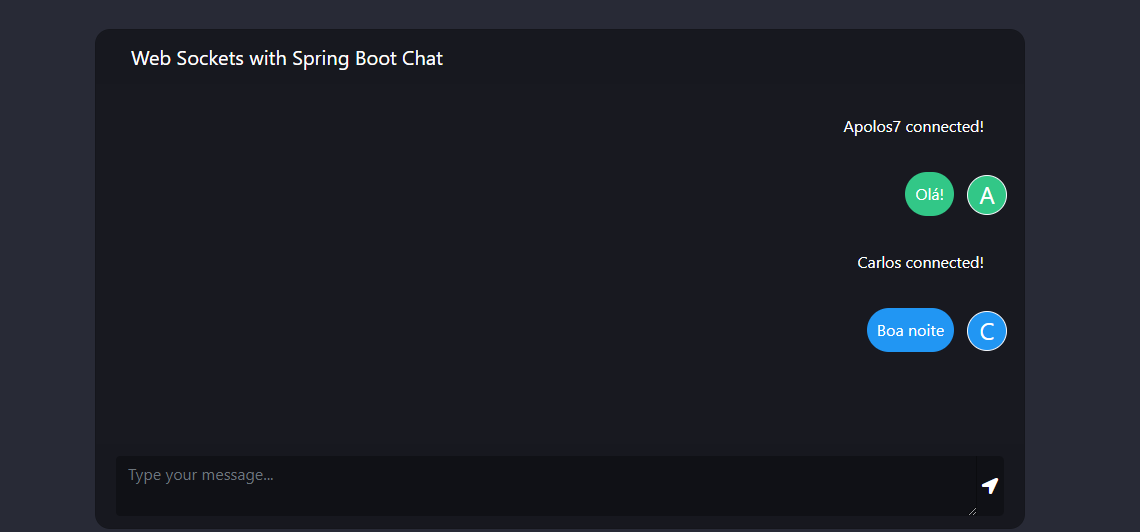 Web Sockets with Spring Boot Chat
Apolos7 connected!
Olá! A
Carlos connected!
Boa noite C
Type your message...